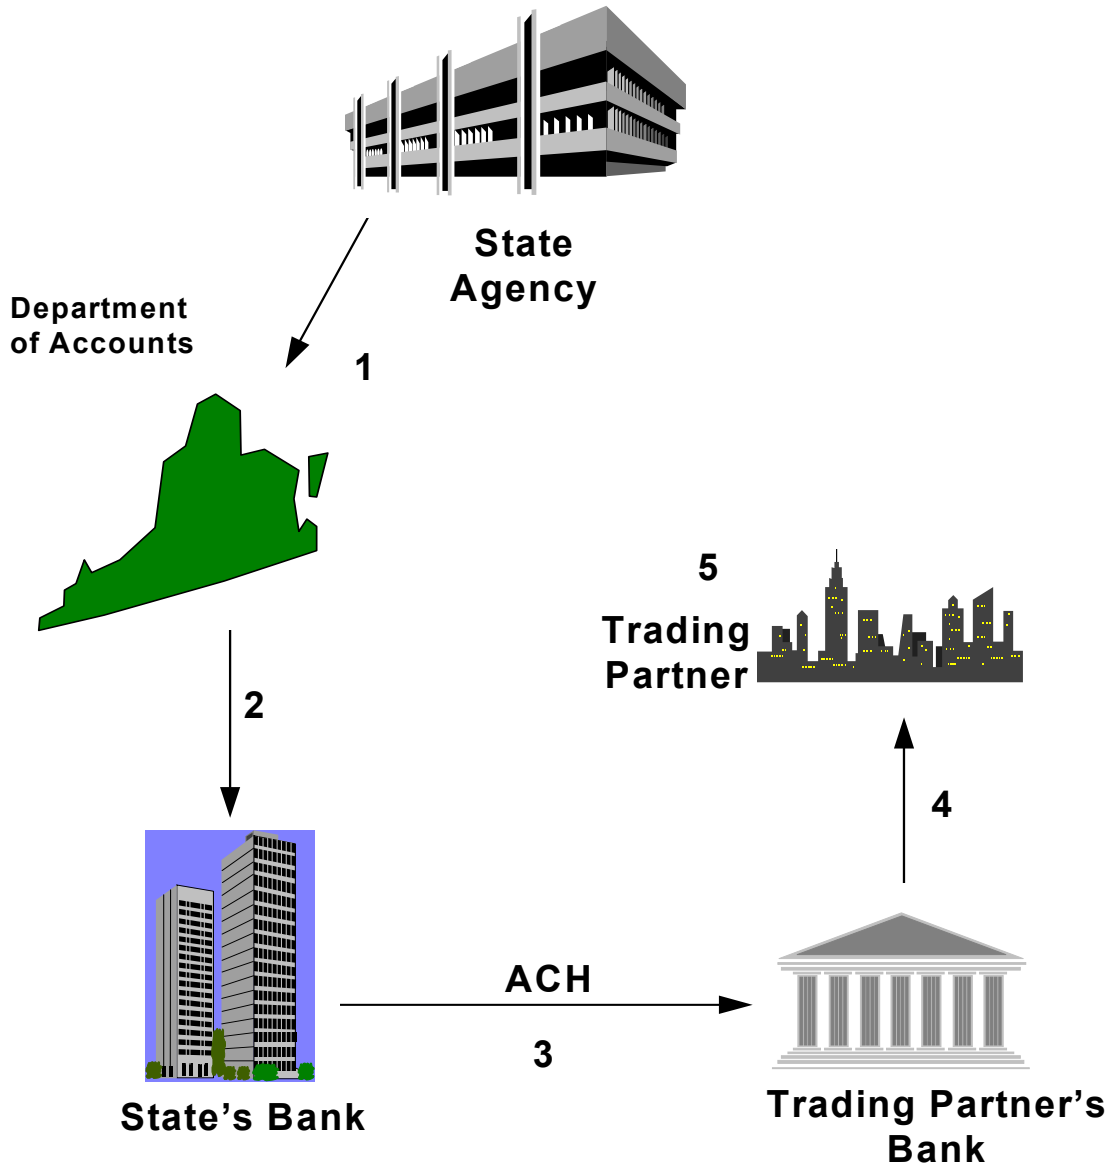 State
Agency
Department
of Accounts
1
5
Trading
Partner
2
4
ACH
3
State’s Bank
Trading Partner’s
Bank